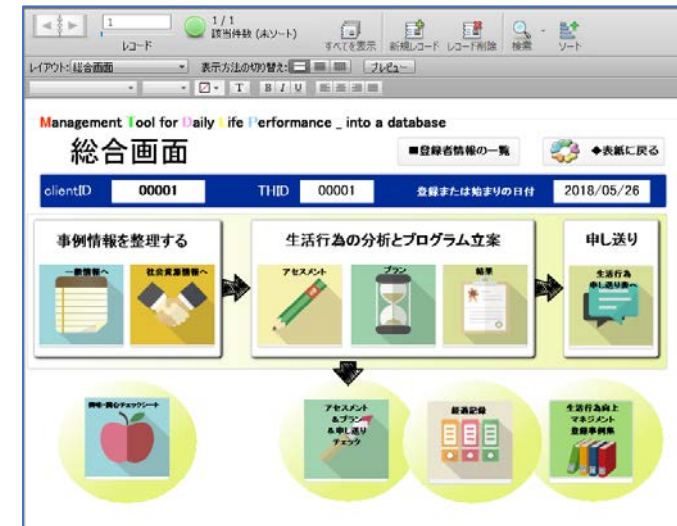 1
1 / 1
該当件数 (未ソート)
レコード
すべてを表示
新規レコード
レコード削除
検索
ソート
レイアウト: 総合画面
表示方法の切り替え:
プレビュー
T
B I U
Management Tool for Daily Life Performance _ into a database
総合画面
■登録者情報の一覧
◆表紙に戻る
clientID
00001
THID
00001
登録または始まりの日付
2018/05/26
事例情報を整理する
生活行為の分析とプログラム立案
申し送り
一般情報へ
社会資源情報へ
アセスメント
プラン
結果
生活行為
申し送り書へ
興味・関心チェックシート
アセスメント
&プラン
&申し送り
チェック
経過記録
生活行為向上
マネジメント
登録事例集